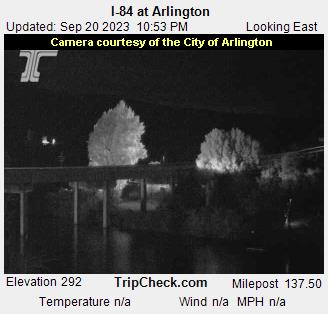 I-84 at Arlington
Updated: Sep 20 2023 10:53 PM Looking East
Camera courtesy of the City of Arlington
Elevation 292 TripCheck.com Milepost 137.50
Temperature n/a Wind n/a MPH n/a